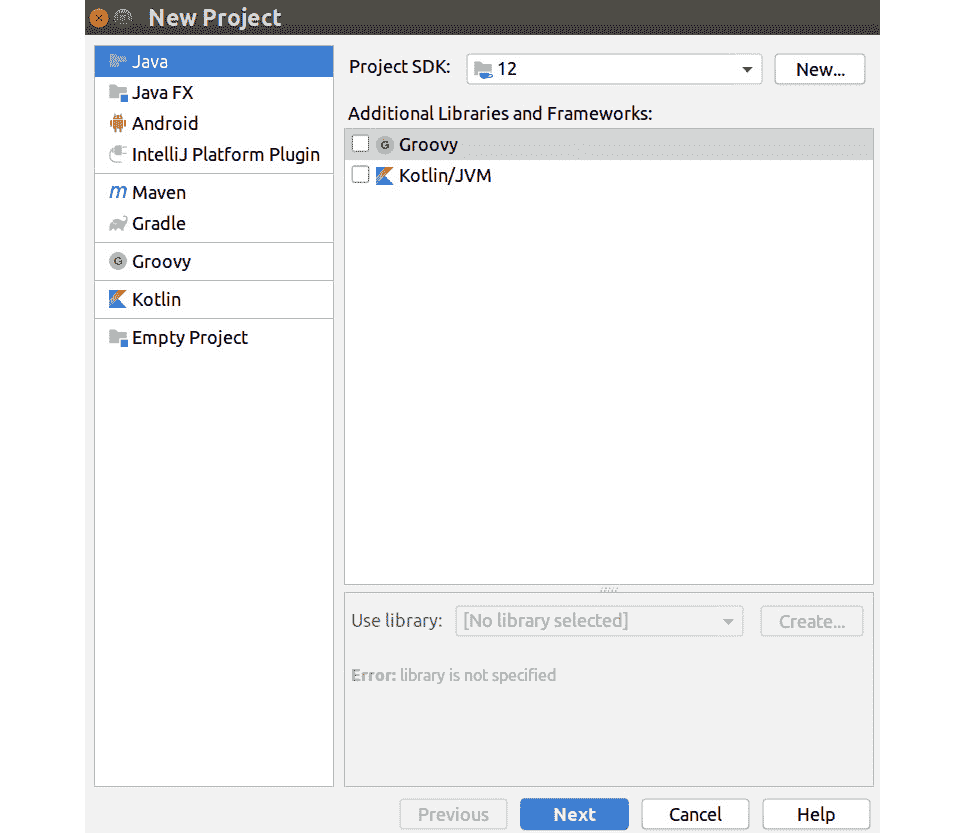 New Project
Java
Java FX
Android
IntelliJ Platform Plugin
Maven
Gradle
Groovy
Kotlin
Empty Project
Project SDK: 12 New...
Additional Libraries and Frameworks:
Groovy
Kotlin/JVM
Use library: [No library selected] Create...
Error: library is not specified
Previous Next Cancel Help